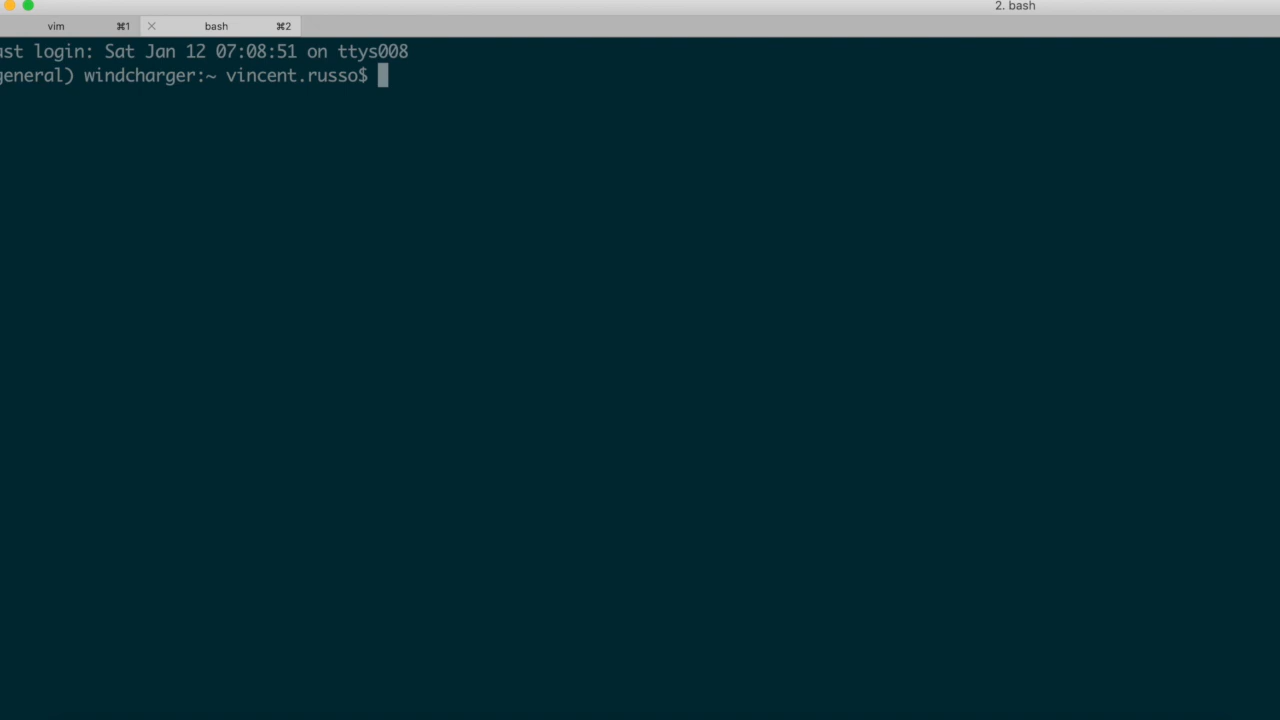 2. bash
vim ⌘1 bash ⌘2
ast login: Sat Jan 12 07:08:51 on ttys008
general) windcharger:~ vincent.russo$